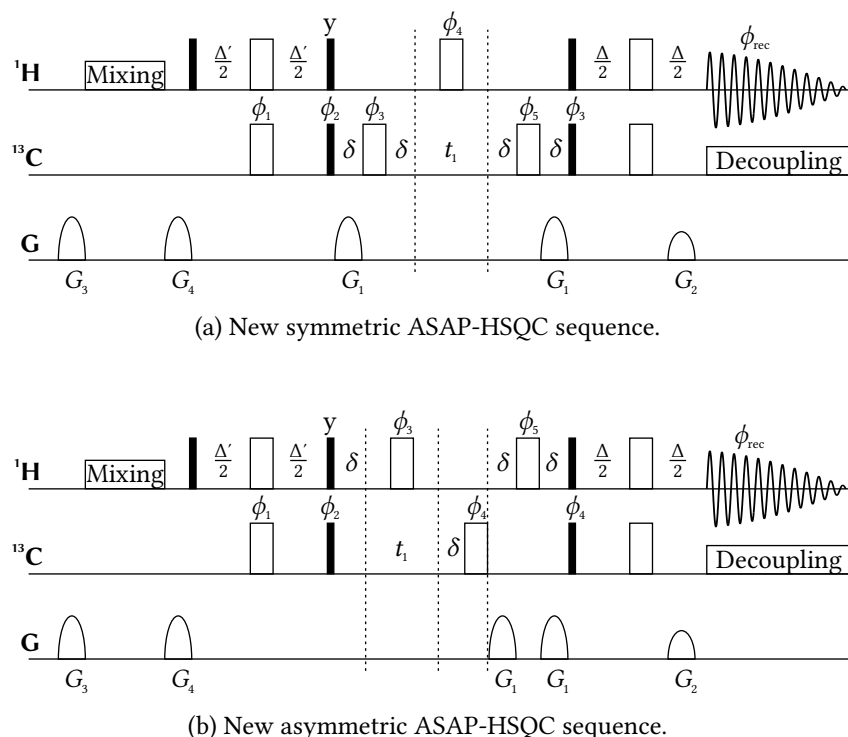 y ϕ₄ ϕ_rec
¹H Mixing Δ′/2 Δ′/2 Δ/2 Δ/2
ϕ₁ ϕ₂ ϕ₃ ϕ₅ ϕ₃
¹³C δ δ t₁ δ δ Decoupling
G
G₃ G₄ G₁ G₁ G₂
(a) New symmetric ASAP-HSQC sequence.
y ϕ₃ ϕ₅ ϕ_rec
¹H Mixing Δ′/2 Δ′/2 δ δ δ Δ/2 Δ/2
ϕ₁ ϕ₂ ϕ₄ ϕ₄
¹³C t₁ δ Decoupling
G
G₃ G₄ G₁ G₁ G₂
(b) New asymmetric ASAP-HSQC sequence.